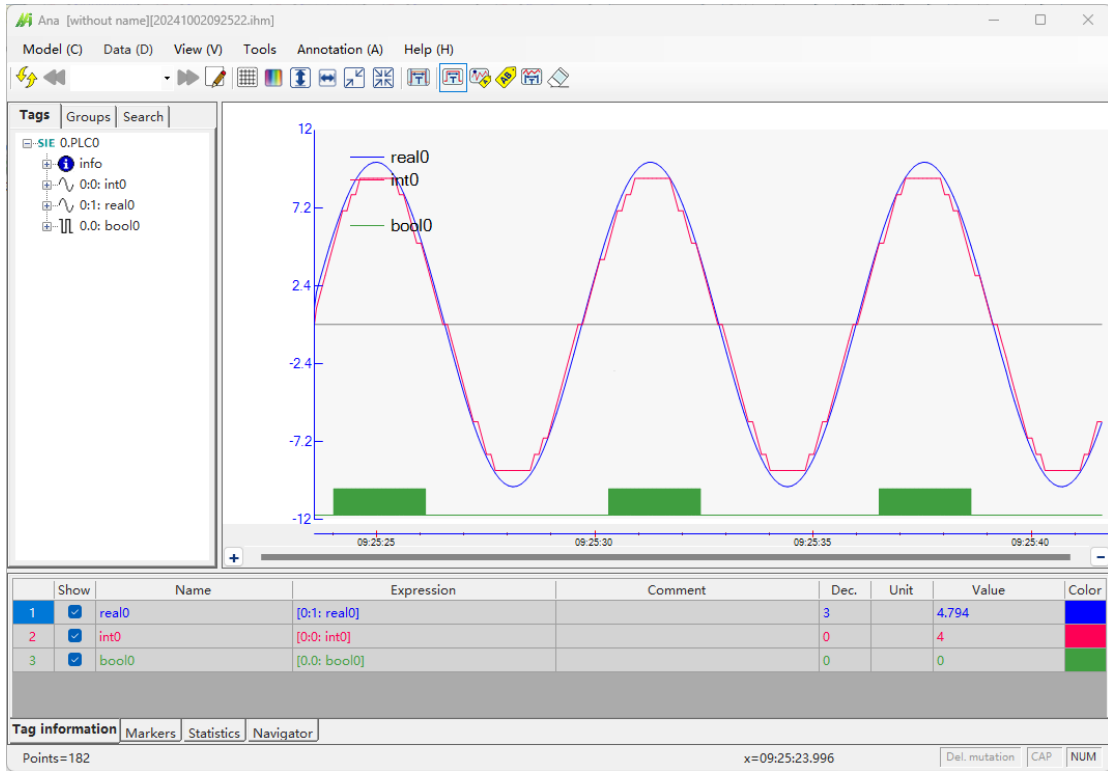 Ana [without name][20241002092522.ihm]
Model (C) Data (D) View (V) Tools Annotation (A) Help (H)
Tags Groups Search
SIE 0.PLC0
info
0:0: int0
0:1: real0
0.0: bool0
12
7.2
2.4
-2.4
-7.2
-12
real0
int0
bool0
09:25:25 09:25:30 09:25:35 09:25:40
Show Name Expression Comment Dec. Unit Value Color
1 real0 [0:1: real0] 3 4.794
2 int0 [0:0: int0] 0 4
3 bool0 [0.0: bool0] 0 0
Tag information Markers Statistics Navigator
Points=182 x=09:25:23.996 Del. mutation CAP NUM